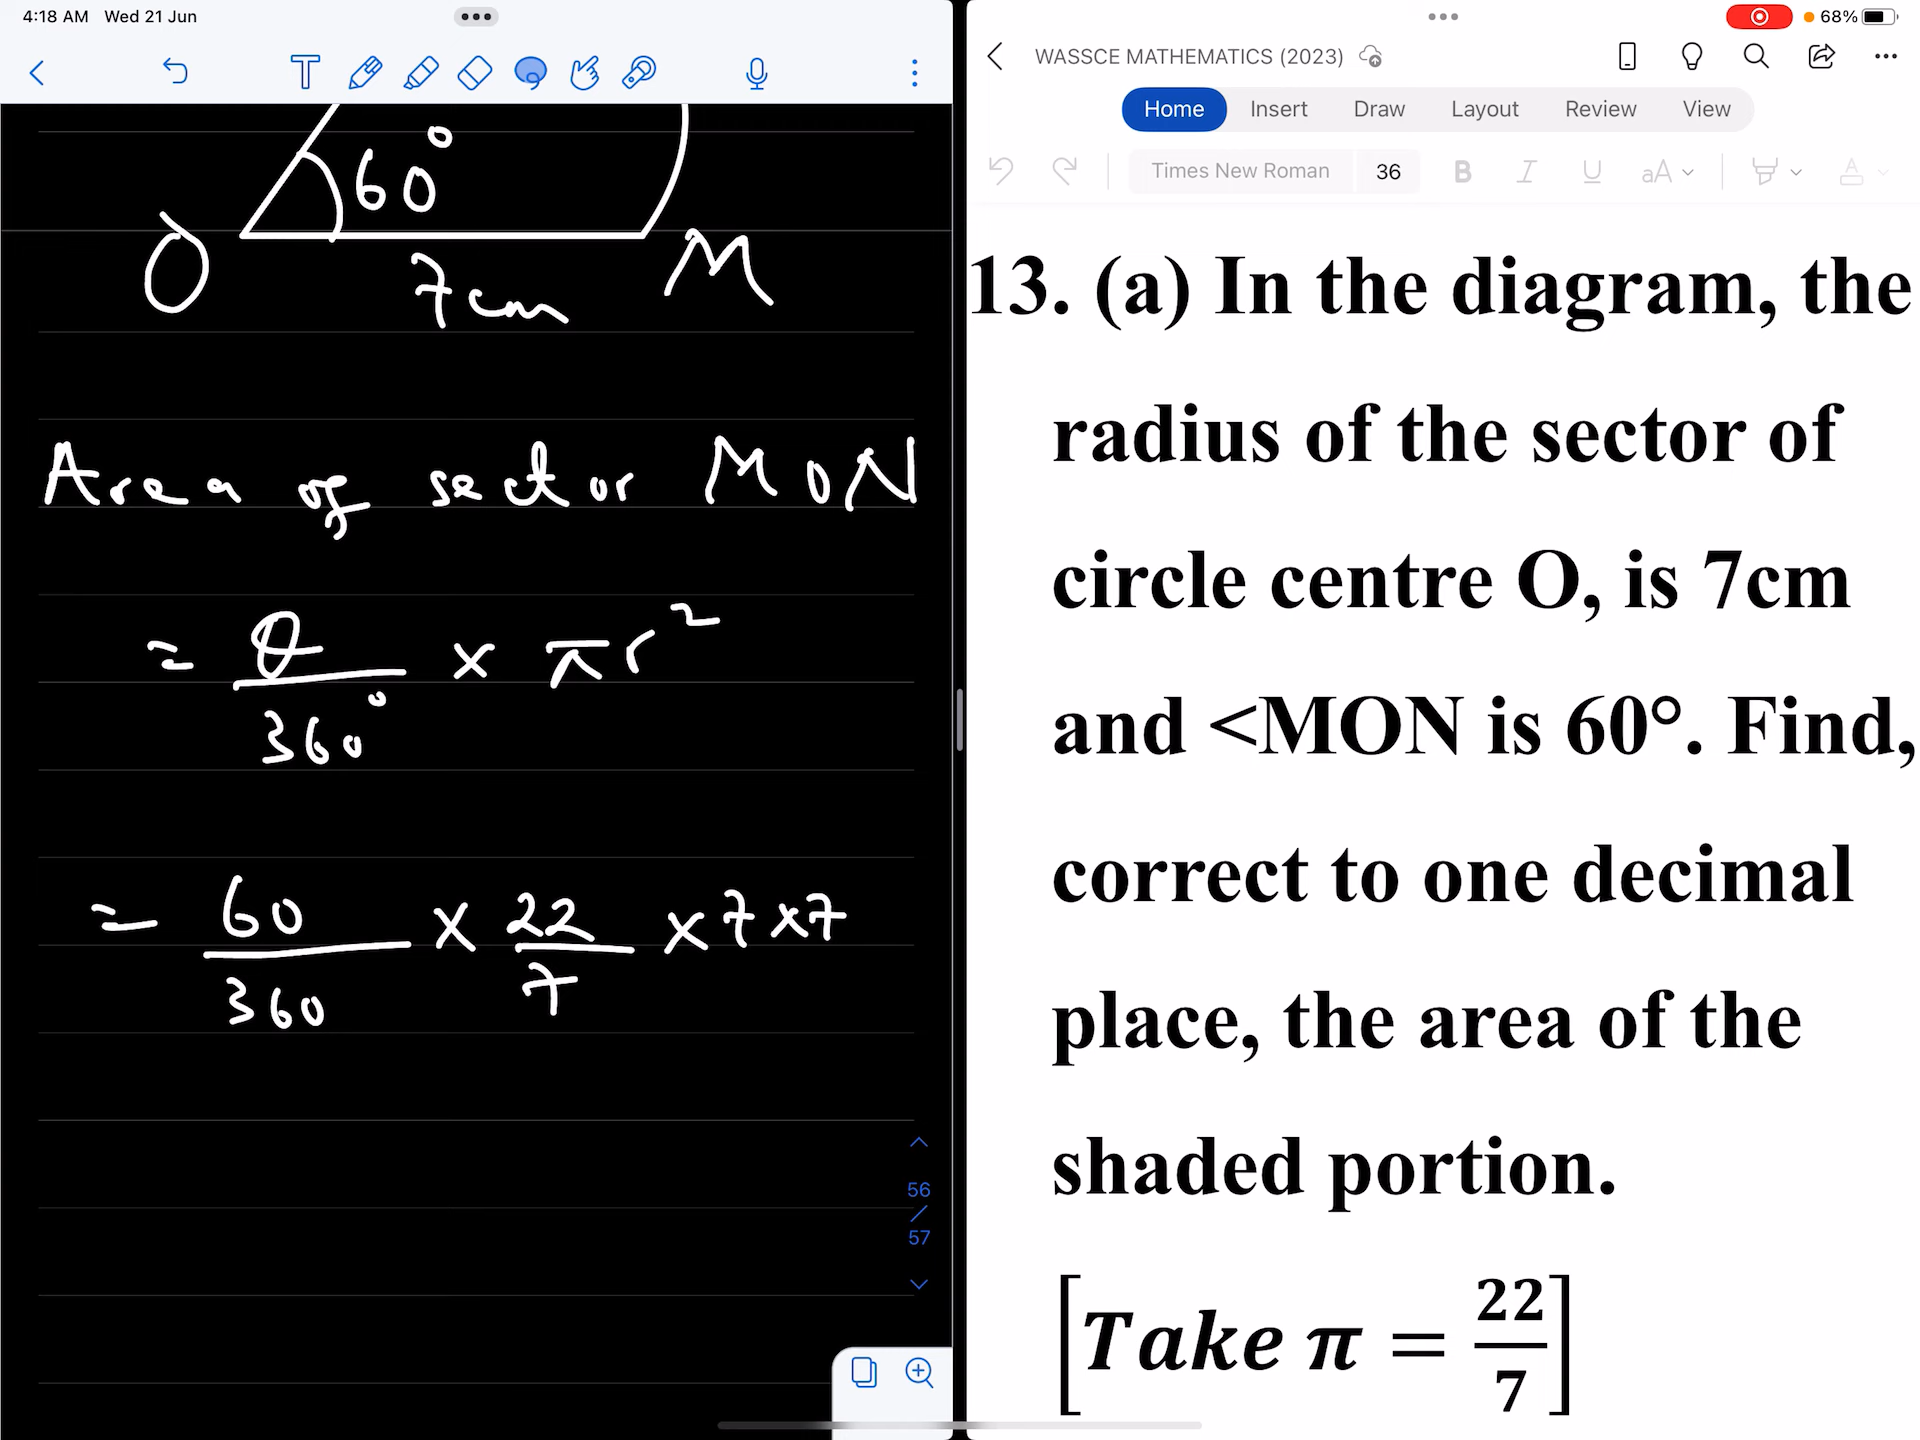 4:18 AM Wed 21 Jun
60°
O
7cm
M
Area of sector MON
= θ/360° × πr²
= 60/360 × 22/7 × 7 × 7
56
/
57
68%
WASSCE MATHEMATICS (2023)
Home Insert Draw Layout Review View
Times New Roman 36 B I U aA A
13. (a) In the diagram, the
radius of the sector of
circle centre O, is 7cm
and <MON is 60°. Find,
correct to one decimal
place, the area of the
shaded portion.
[Take π = 22/7]